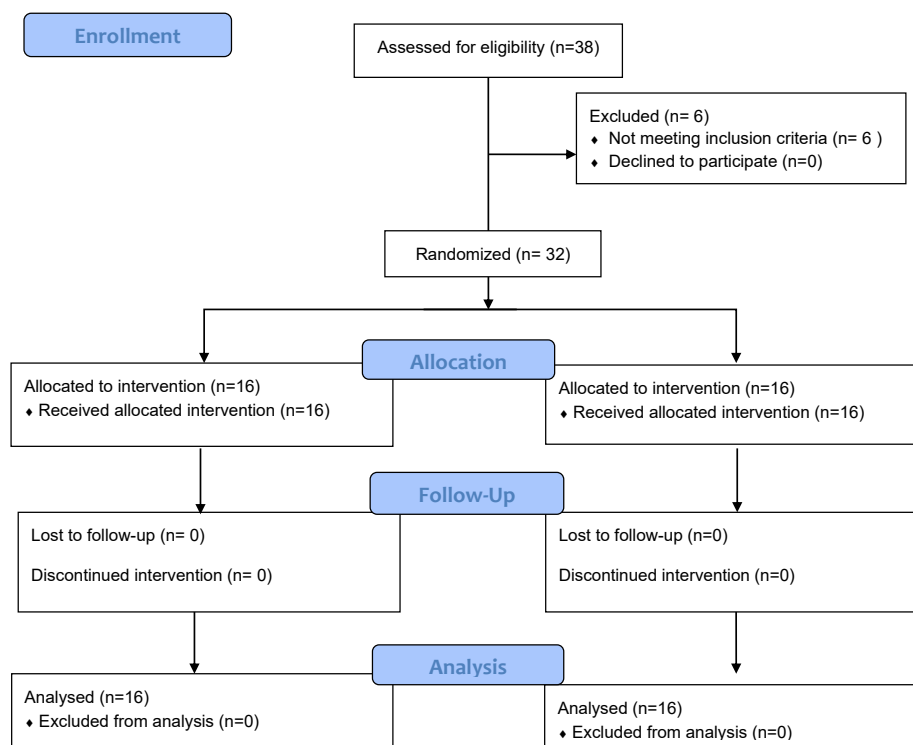 Enrollment
Assessed for eligibility (n=38)
Excluded (n= 6)
♦ Not meeting inclusion criteria (n= 6 )
♦ Declined to participate (n=0)
Randomized (n= 32)
Allocation
Allocated to intervention (n=16)
♦ Received allocated intervention (n=16)
Allocated to intervention (n=16)
♦ Received allocated intervention (n=16)
Follow-Up
Lost to follow-up (n= 0)
Discontinued intervention (n= 0)
Lost to follow-up (n=0)
Discontinued intervention (n=0)
Analysis
Analysed (n=16)
♦ Excluded from analysis (n=0)
Analysed (n=16)
♦ Excluded from analysis (n=0)